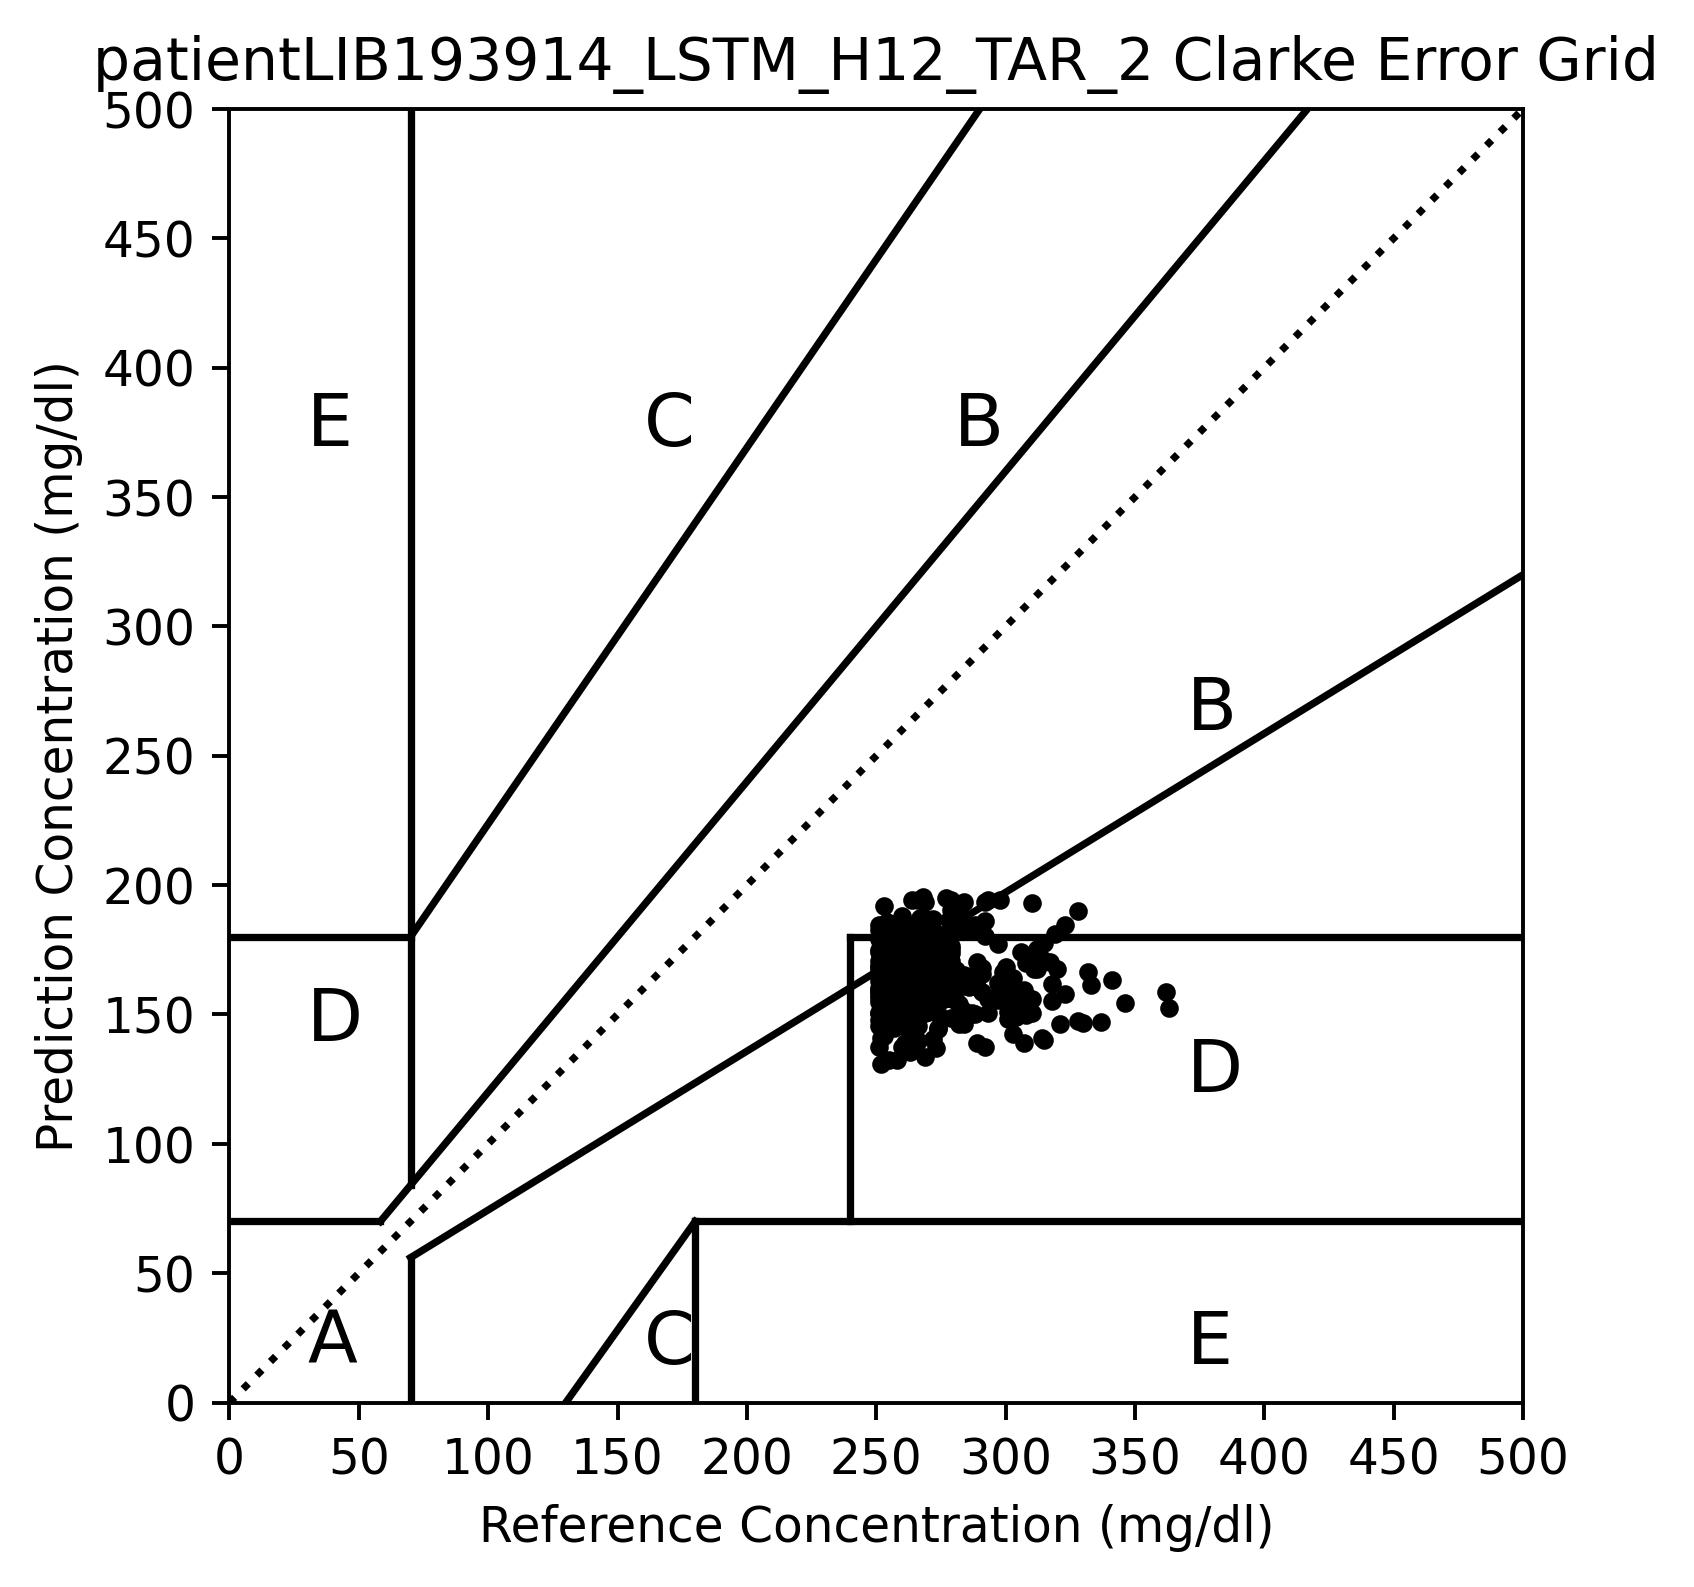 patientLIB193914_LSTM_H12_TAR_2 Clarke Error Grid
500
450
400
350
300
250
200
150
100
50
0
Prediction Concentration (mg/dl)
E
C
B
B
D
D
A
C
E
0 50 100 150 200 250 300 350 400 450 500
Reference Concentration (mg/dl)